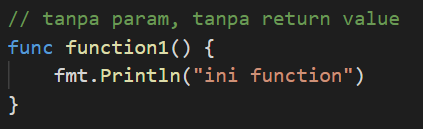 // tanpa param, tanpa return value
func function1() {
    fmt.Println("ini function")
}